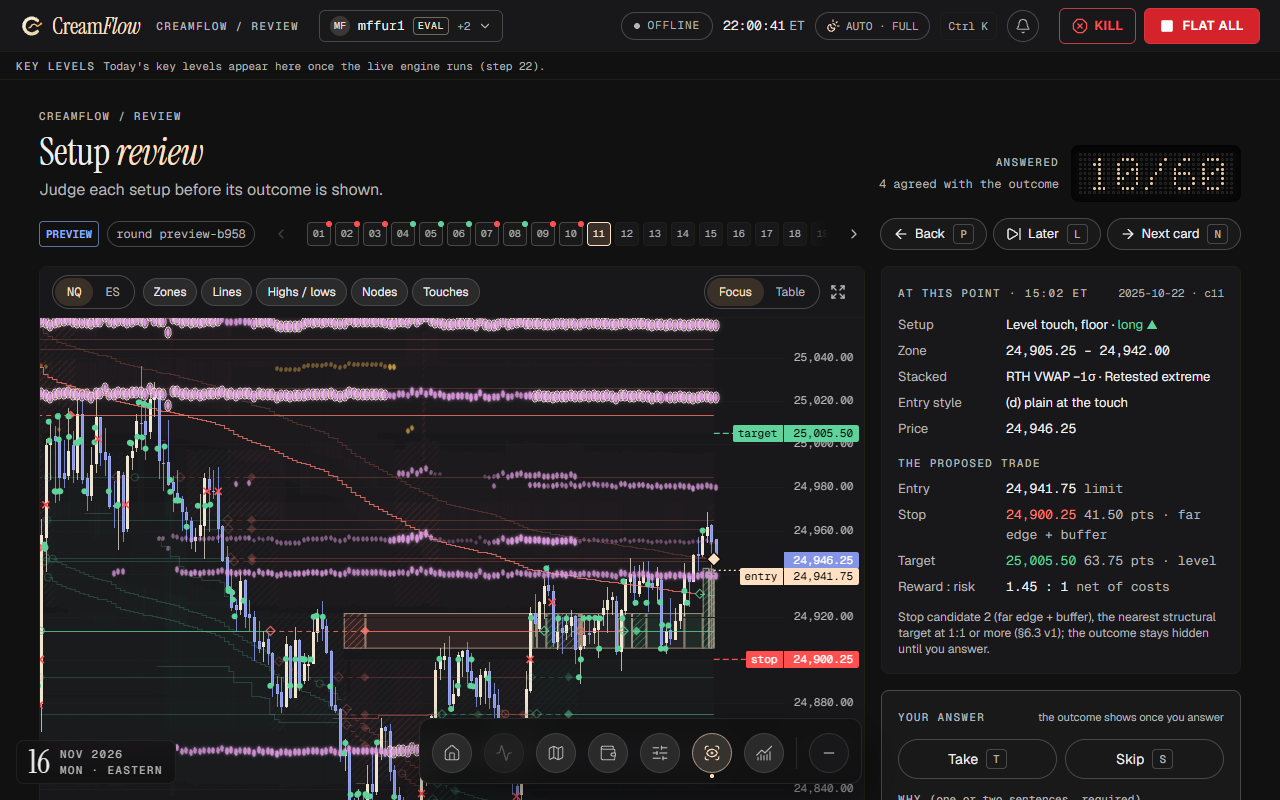 CreamFlow
CREAMFLOW / REVIEW
MF mffur1 EVAL +2
OFFLINE
22:00:41 ET
AUTO · FULL
Ctrl K
KILL
FLAT ALL
KEY LEVELS Today's key levels appear here once the live engine runs (step 22).
CREAMFLOW / REVIEW
Setup review
Judge each setup before its outcome is shown.
ANSWERED
4 agreed with the outcome
10/60
PREVIEW
round preview-b958
01 02 03 04 05 06 07 08 09 10 11 12 13 14 15 16 17 18
Back P
Later L
Next card N
NQ ES
Zones
Lines
Highs / lows
Nodes
Touches
Focus Table
25,040.00
25,020.00
target 25,005.50
25,000.00
24,980.00
24,960.00
24,946.25
entry 24,941.75
24,920.00
stop 24,900.25
24,880.00
24,840.00
AT THIS POINT · 15:02 ET 2025-10-22 · c11
Setup Level touch, floor · long ▲
Zone 24,905.25 – 24,942.00
Stacked RTH VWAP −1σ · Retested extreme
Entry style (d) plain at the touch
Price 24,946.25
THE PROPOSED TRADE
Entry 24,941.75 limit
Stop 24,900.25 41.50 pts · far
edge + buffer
Target 25,005.50 63.75 pts · level
Reward : risk 1.45 : 1 net of costs
Stop candidate 2 (far edge + buffer), the nearest structural
target at 1:1 or more (§6.3 v1); the outcome stays hidden
until you answer.
YOUR ANSWER the outcome shows once you answer
Take T
Skip S
WHY (one or two sentences, required)
16 NOV 2026
MON · EASTERN